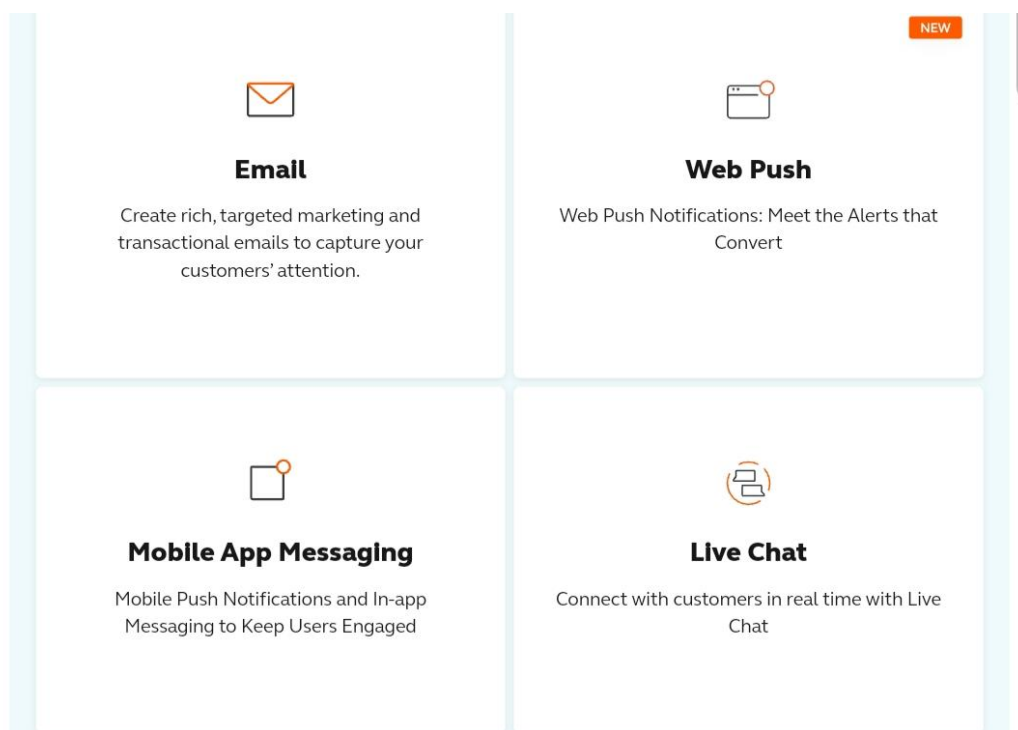 NEW
Email
Create rich, targeted marketing and
transactional emails to capture your
customers’ attention.
Web Push
Web Push Notifications: Meet the Alerts that
Convert
Mobile App Messaging
Mobile Push Notifications and In-app
Messaging to Keep Users Engaged
Live Chat
Connect with customers in real time with Live
Chat